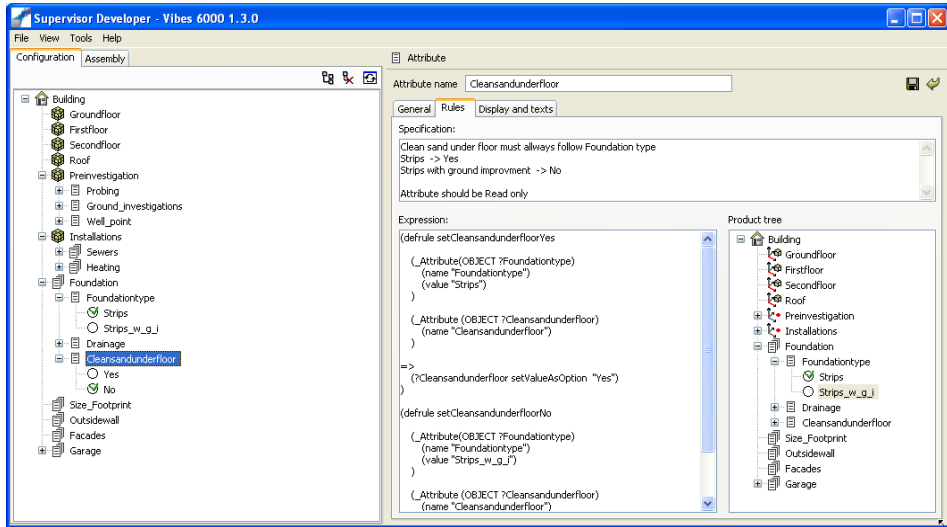 Supervisor Developer - Vibes 6000 1.3.0
File View Tools Help
Configuration Assembly
Building
Groundfloor
Firstfloor
Secondfloor
Roof
Preinvestigation
Probing
Ground_investigations
Well_point
Installations
Sewers
Heating
Foundation
Foundationtype
Strips
Strips_w_g_i
Drainage
Cleansandunderfloor
Yes
No
Size_Footprint
Outsidewall
Facades
Garage
Attribute
Attribute name Cleansandunderfloor
General Rules Display and texts
Specification:
Clean sand under floor must allways follow Foundation type
Strips -> Yes
Strips with ground improvment -> No
Attribute should be Read only
Expression:
(defrule setCleansandunderfloorYes
(_Attribute(OBJECT ?Foundationtype)
(name "Foundationtype")
(value "Strips")
)
(_Attribute (OBJECT ?Cleansandunderfloor)
(name "Cleansandunderfloor")
)
=>
(?Cleansandunderfloor setValueAsOption "Yes")
)
(defrule setCleansandunderfloorNo
(_Attribute(OBJECT ?Foundationtype)
(name "Foundationtype")
(value "Strips_w_g_i")
)
(_Attribute (OBJECT ?Cleansandunderfloor)
(name "Cleansandunderfloor")
Product tree
Building
Groundfloor
Firstfloor
Secondfloor
Roof
Preinvestigation
Installations
Foundation
Foundationtype
Strips
Strips_w_g_i
Drainage
Cleansandunderfloor
Size_Footprint
Outsidewall
Facades
Garage